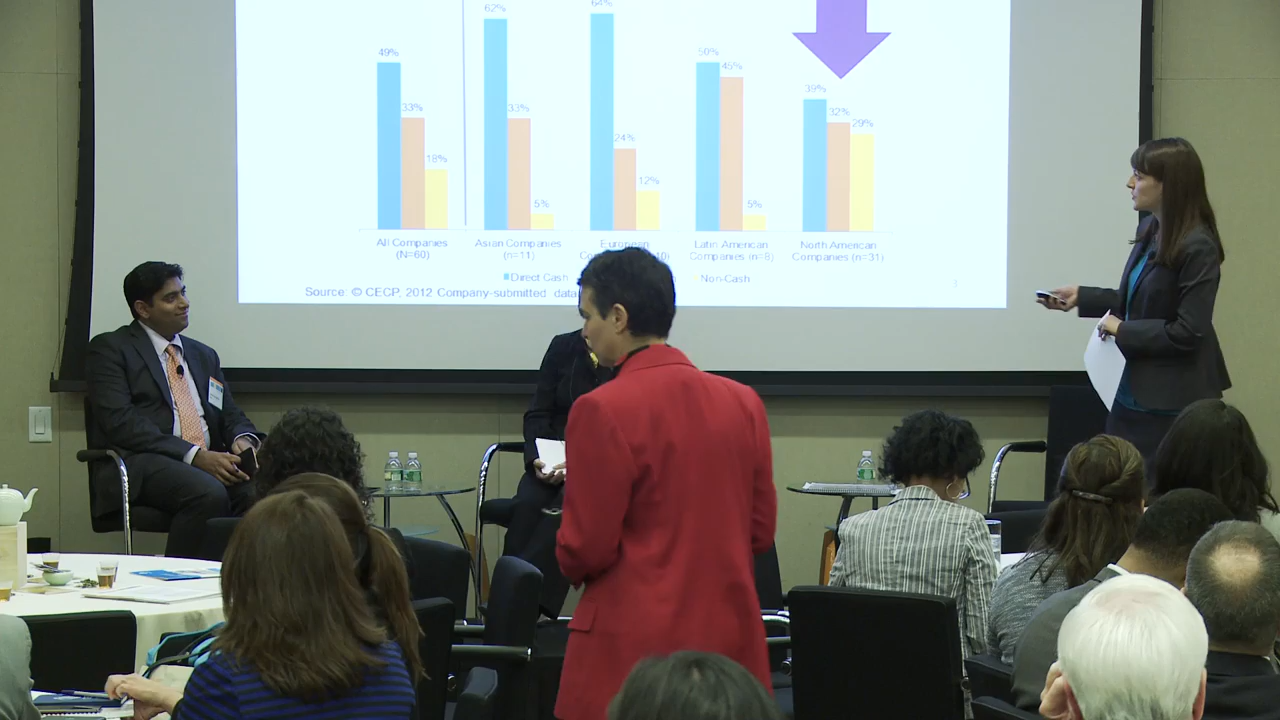 62%
64%
49%
50%
45%
39%
33%
33%
32%
29%
24%
18%
12%
5%
5%
All Companies
(N=60)
Asian Companies
(n=11)
European
Latin American
Companies (n=8)
North American
Companies (n=31)
Direct Cash
Non-Cash
Source: © CECP, 2012 Company-submitted data